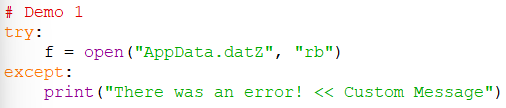 # Demo 1
try:
    f = open("AppData.datZ", "rb")
except:
    print("There was an error! << Custom Message")